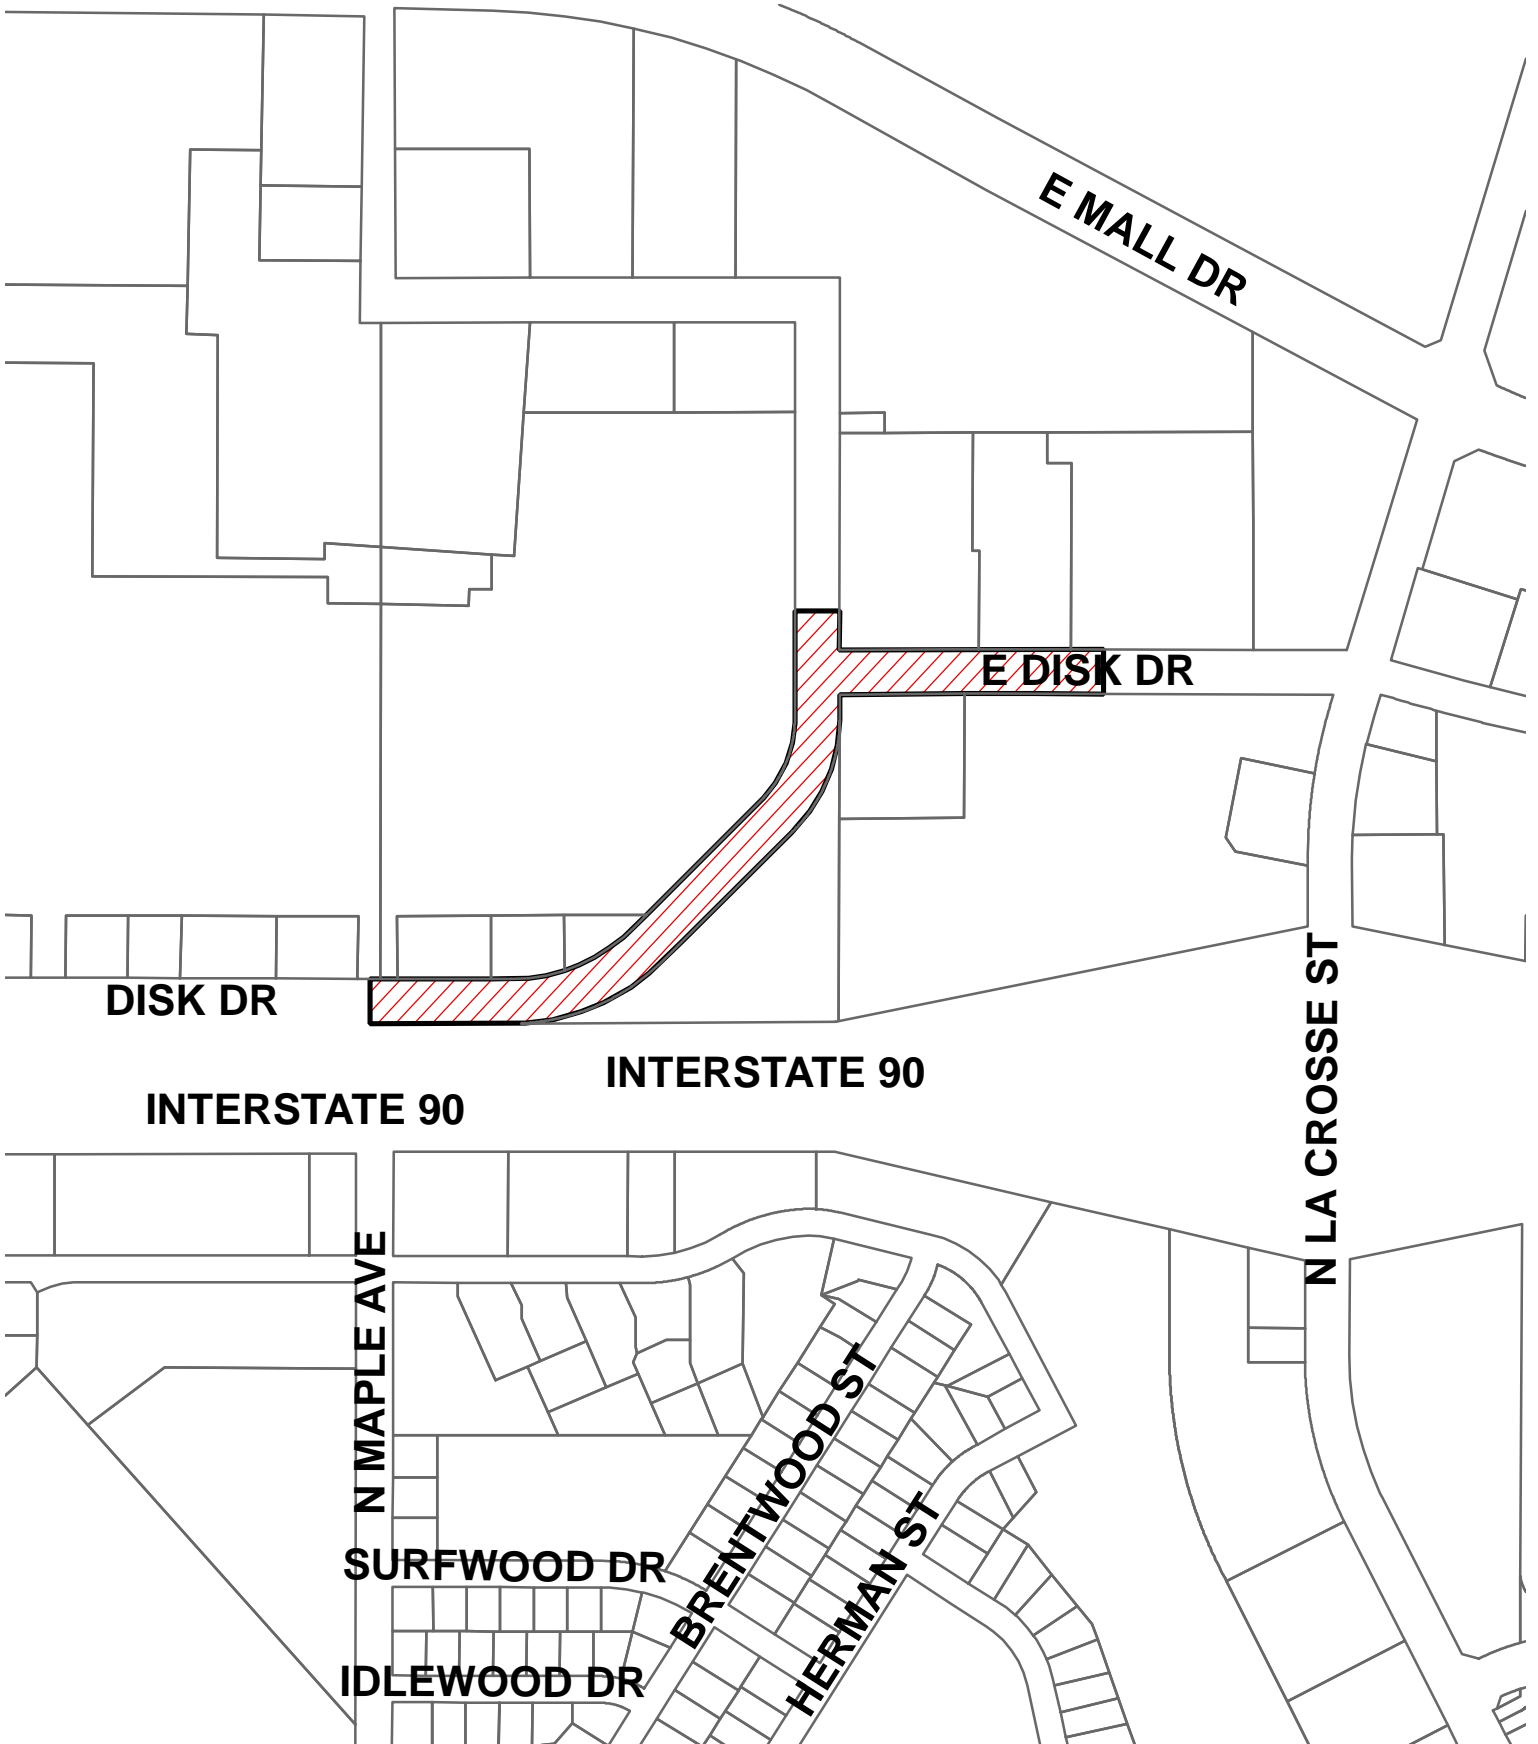 E MALL DR
E DISK DR
DISK DR
INTERSTATE 90
INTERSTATE 90
N LA CROSSE ST
N MAPLE AVE
BRENTWOOD ST
HERMAN ST
SURFWOOD DR
IDLEWOOD DR